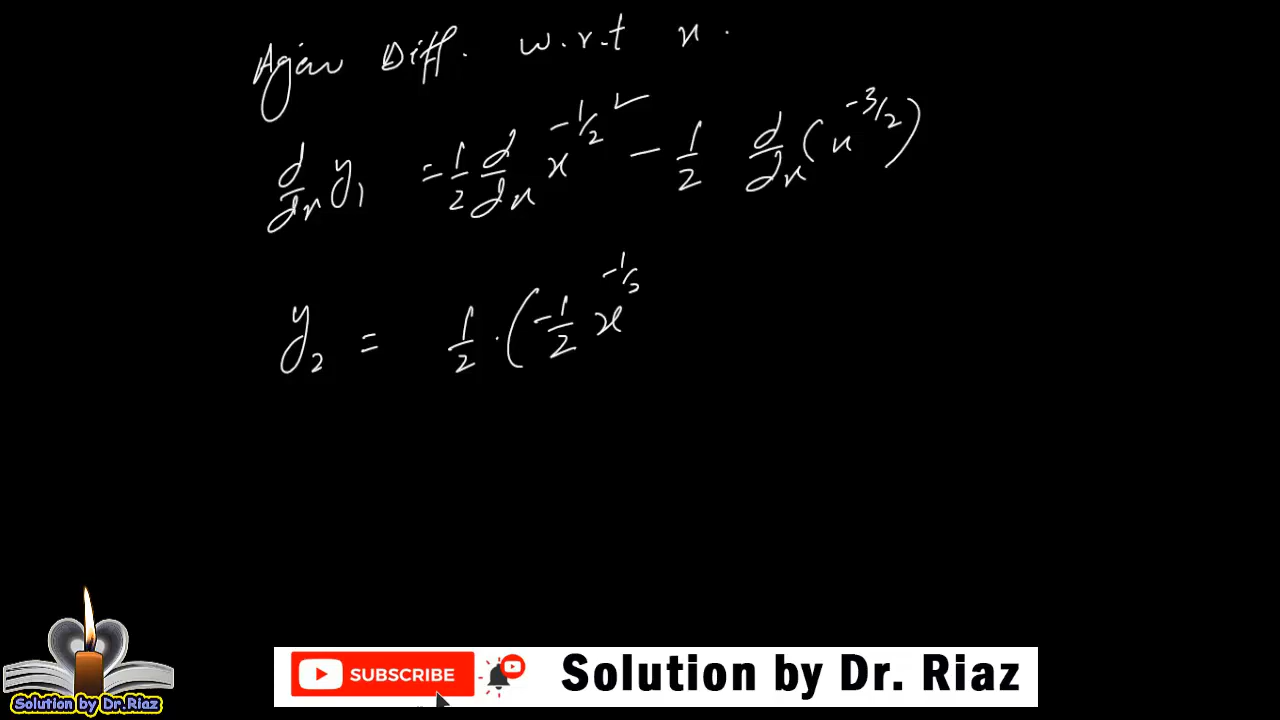 Again Diff. w.r.t x.
d/dx y₁ = 1/2 d/dx x^(-1/2) - 1/2 d/dx (x^(-3/2))
y₂ = 1/2 · (-1/2 x^(-1/2
SUBSCRIBE Solution by Dr. Riaz
Solution by Dr.Riaz